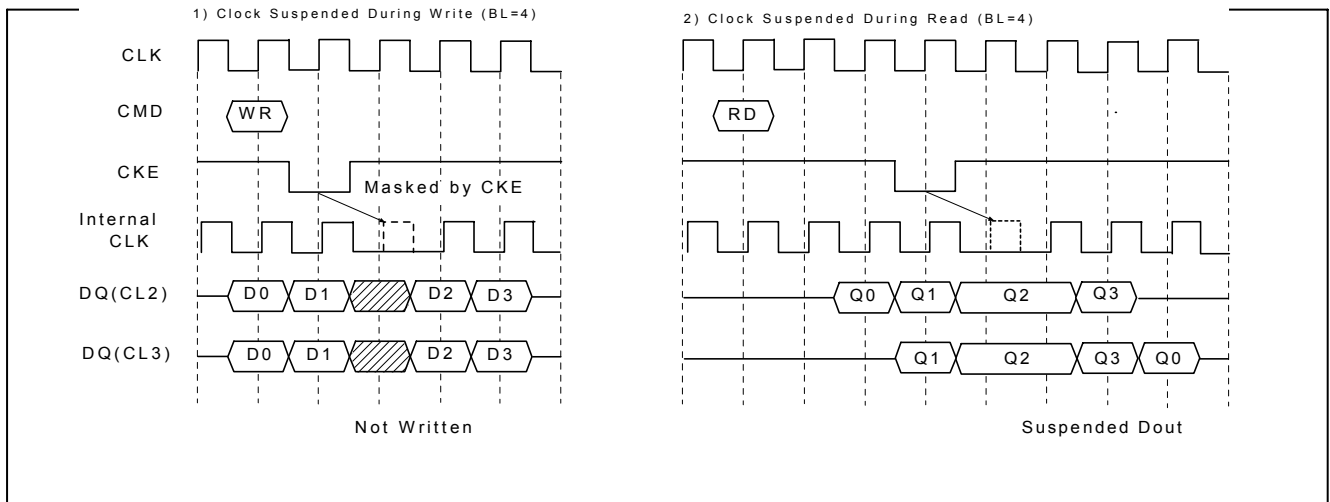 1) Clock Suspended During Write (BL=4)
2) Clock Suspended During Read (BL=4)
CLK
CMD
WR
RD
CKE
Masked by CKE
Internal
CLK
DQ(CL2)
D0 D1 D2 D3
Q0 Q1 Q2 Q3
DQ(CL3)
D0 D1 D2 D3
Q1 Q2 Q3 Q0
Not Written
Suspended Dout